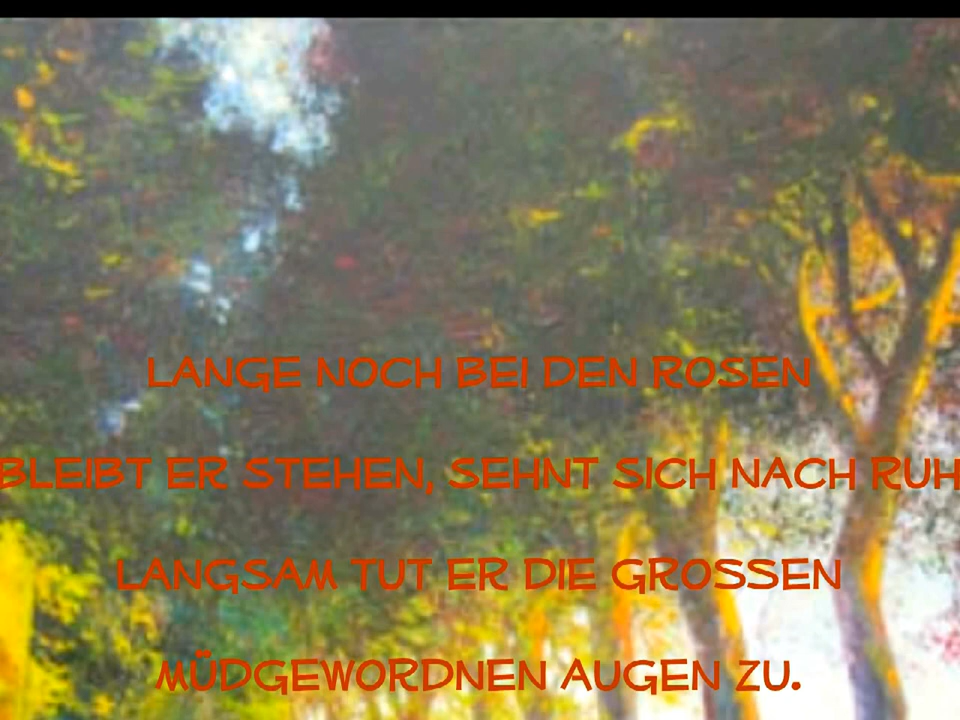 LANGE NOCH BEI DEN ROSEN
BLEIBT ER STEHEN, SEHNT SICH NACH RUH
LANGSAM TUT ER DIE GROSSEN
MÜDGEWORDNEN AUGEN ZU.